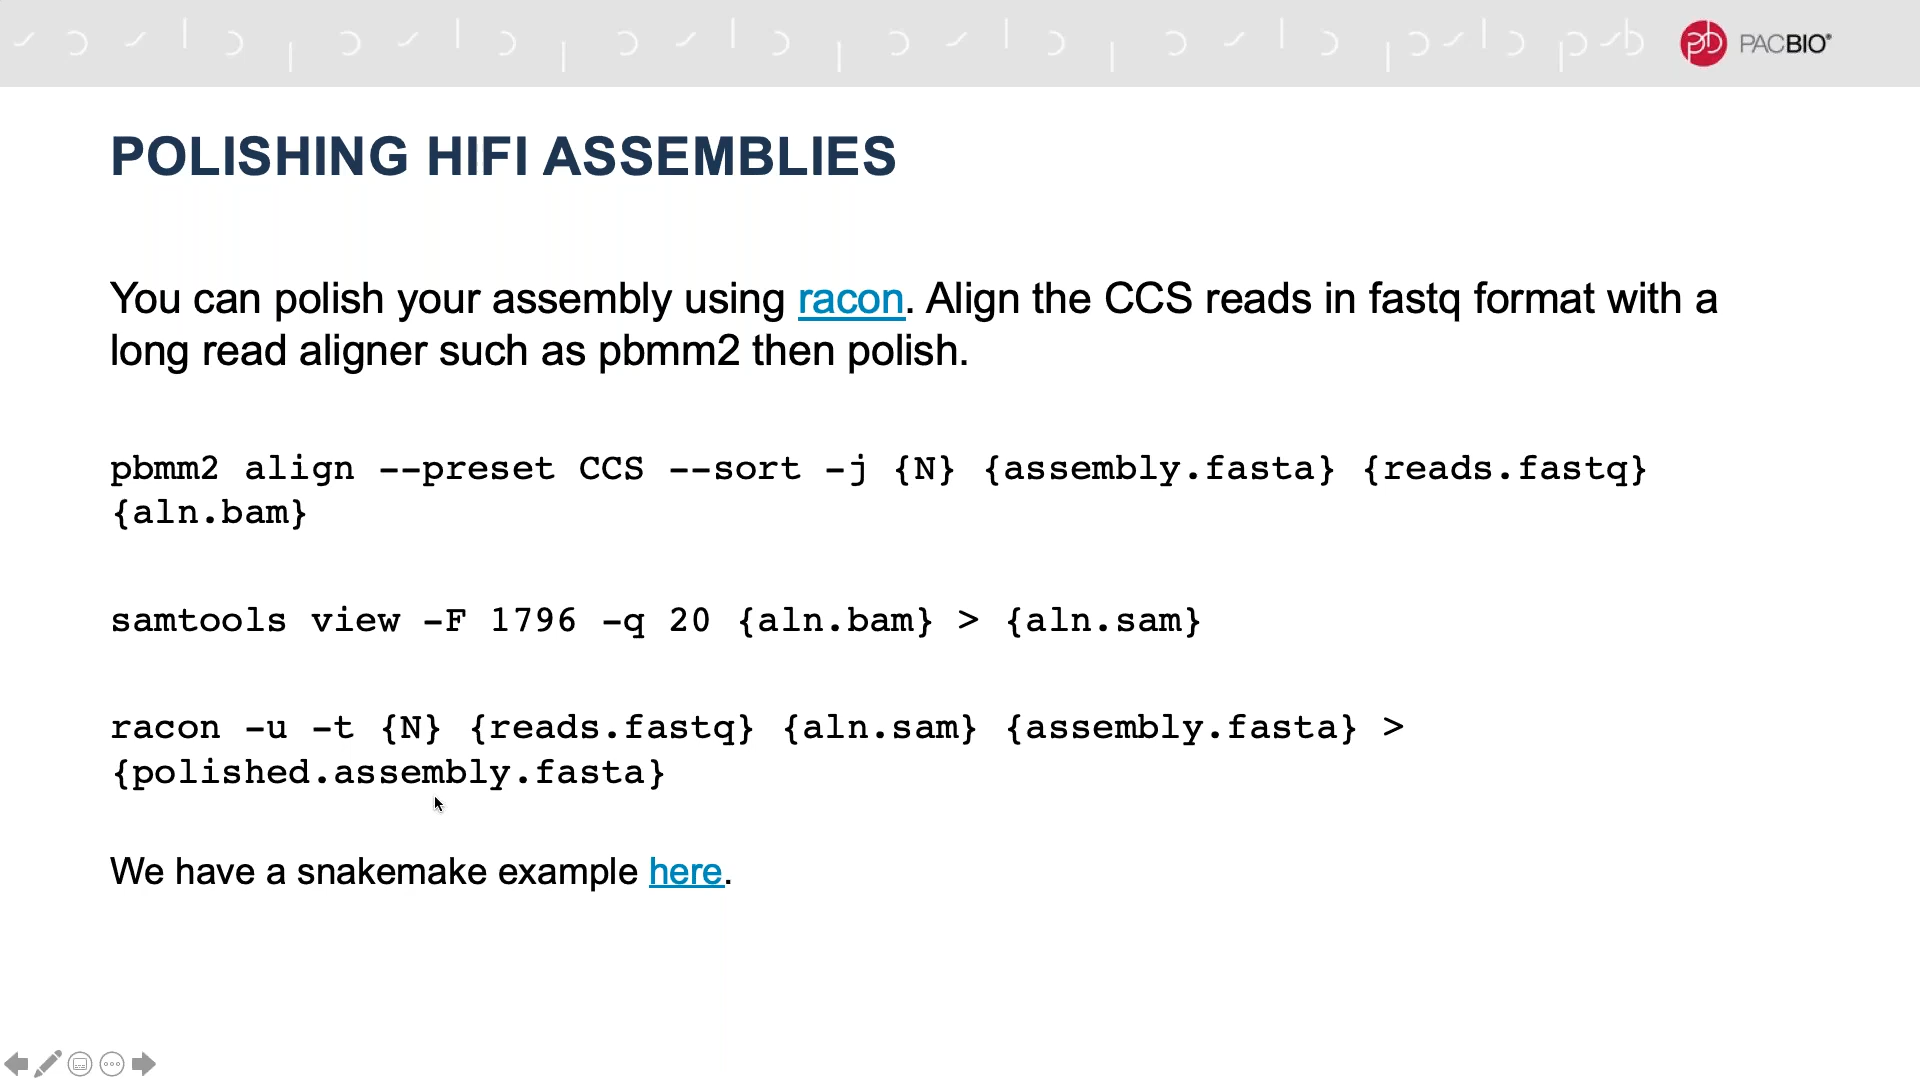 PACBIO®
POLISHING HIFI ASSEMBLIES
You can polish your assembly using racon. Align the CCS reads in fastq format with a
long read aligner such as pbmm2 then polish.
pbmm2 align --preset CCS --sort -j {N} {assembly.fasta} {reads.fastq}
{aln.bam}
samtools view -F 1796 -q 20 {aln.bam} > {aln.sam}
racon -u -t {N} {reads.fastq} {aln.sam} {assembly.fasta} >
{polished.assembly.fasta}
We have a snakemake example here.